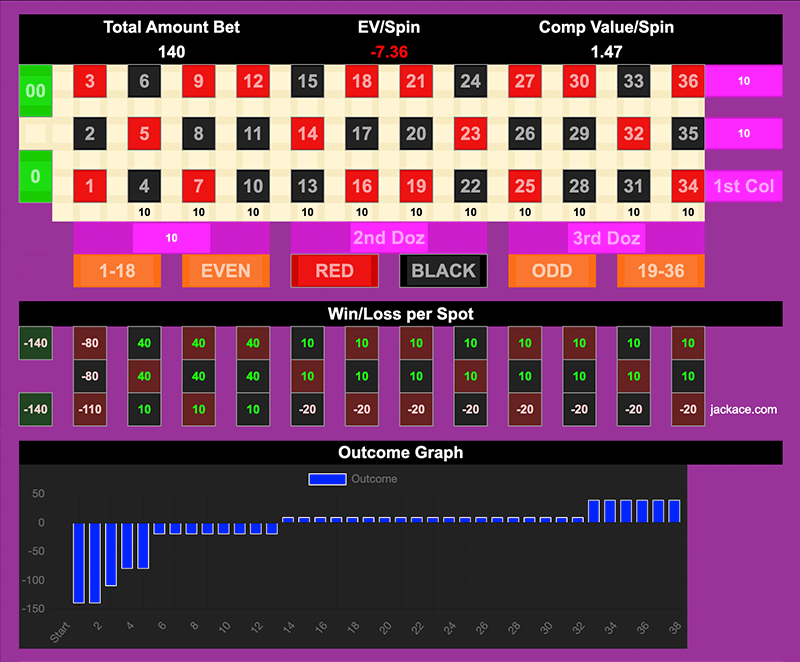 Total Amount Bet EV/Spin Comp Value/Spin
140 -7.36 1.47
00 3 6 9 12 15 18 21 24 27 30 33 36 10
2 5 8 11 14 17 20 23 26 29 32 35 10
0 1 4 7 10 13 16 19 22 25 28 31 34 1st Col
10 10 10 10 10 10 10 10 10 10 10
10 2nd Doz 3rd Doz
1-18 EVEN RED BLACK ODD 19-36
Win/Loss per Spot
-140 -80 40 40 40 10 10 10 10 10 10 10 10
-80 40 40 40 10 10 10 10 10 10 10 10
-140 -110 10 10 10 -20 -20 -20 -20 -20 -20 -20 -20 jackace.com
Outcome Graph
Outcome
50
0
-50
-100
-150
Start 2 4 6 8 10 12 14 16 18 20 22 24 26 28 30 32 34 36 38